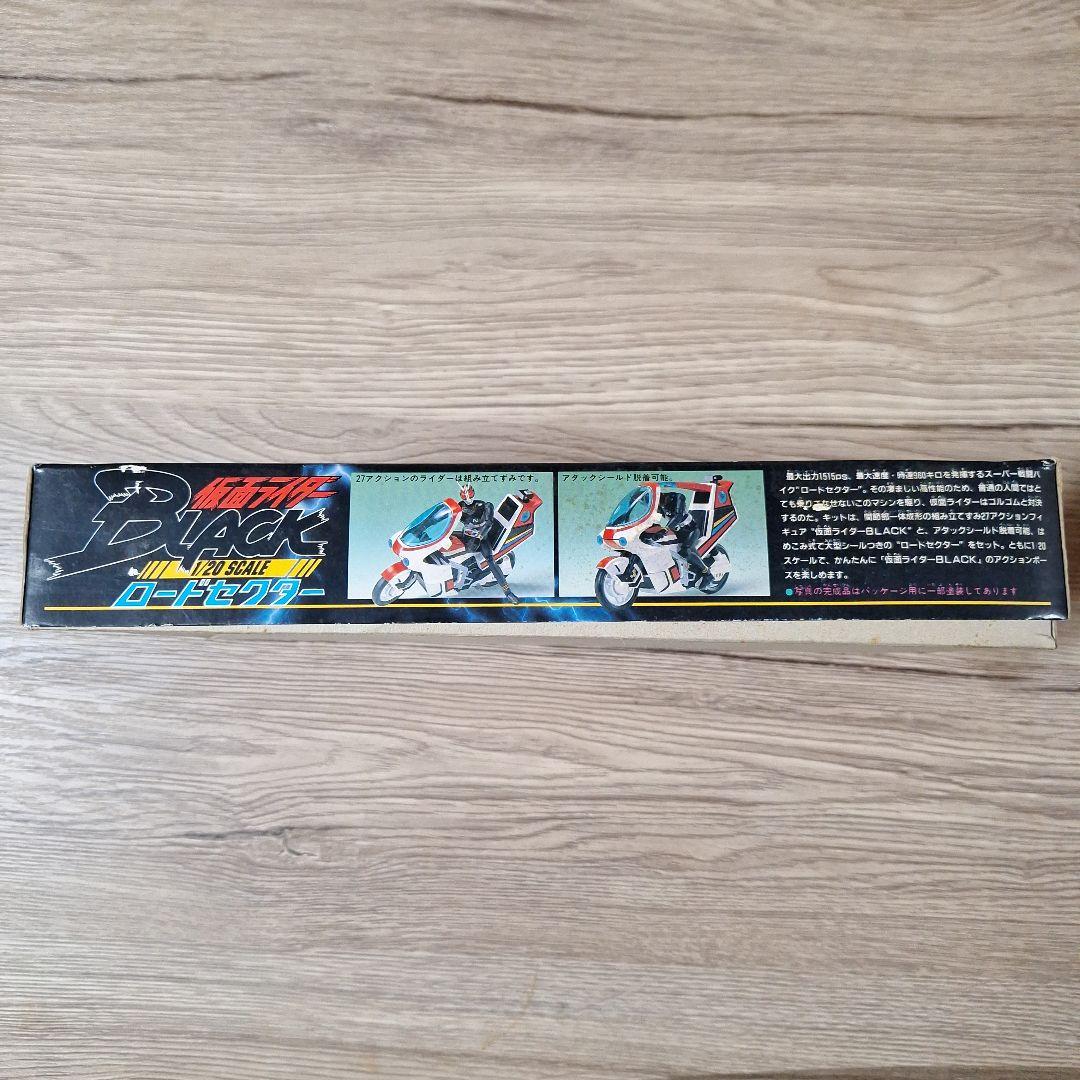 仮面ライダー
BLACK
1/20 SCALE
ロードセクター
27アクションのライダーは組み立てずみです。
アタックシールド脱着可能。
最大出力1515ps、最大速度・時速960キロを発揮するスーパー戦闘バ
イク“ロードセクター”。その凄ましい高性能のため、普通の人間ではと
ても乗りこなせないこのマシンを駆り、仮面ライダーはゴルゴムと対決
するのだ。キットは、関節部一体成形の組み立てずみ27アクションフィ
ギュア“仮面ライダーBLACK”と、アタックシールド脱着可能、は
めこみ式で大型シールつきの“ロードセクター”をセット。ともに1/20
スケールで、かんたんに「仮面ライダーBLACK」のアクションポー
ズを楽しめます。
●写真の完成品はパッケージ用に一部塗装してあります